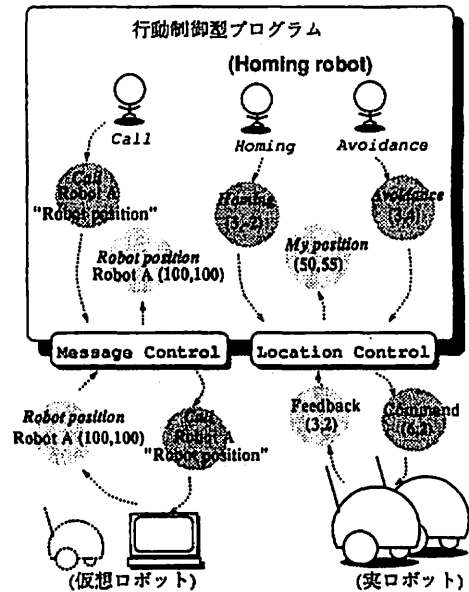 行動制御型プログラム
(Homing robot)
Call
Homing
Avoidance
Call
Robot A
"Robot position"
Homing
(3,-2)
Avoidance
(3,4)
Robot position
Robot A (100,100)
My position
(50,55)
Message Control
Location Control
Robot position
Robot A (100,100)
Call
Robot A
"Robot position"
Feedback
(3,2)
Command
(6,2)
(仮想ロボット)
(実ロボット)